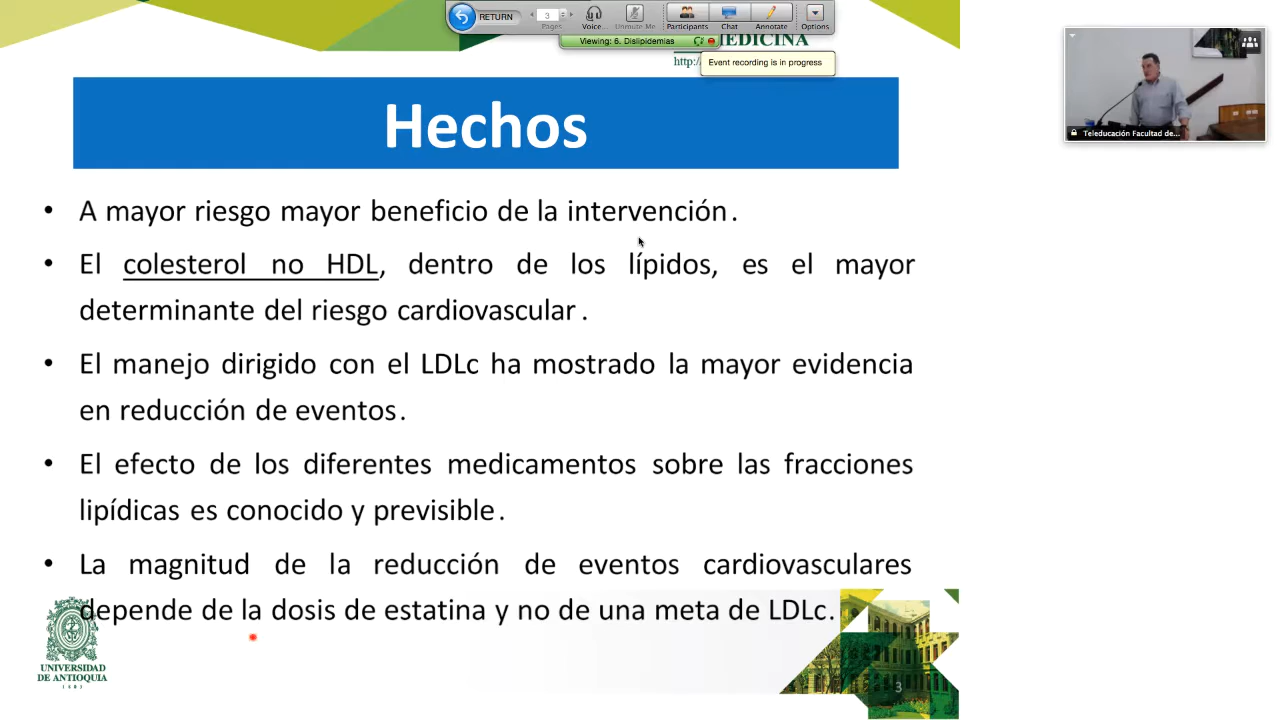 RETURN
3
Pages
Voice...
Unmute Me
Participants
Chat
Annotate
Options
Viewing: 6. Dislipidemias
MEDICINA
http:/
Event recording is in progress
Teleducación Facultad de...
Hechos
• A mayor riesgo mayor beneficio de la intervención.
• El colesterol no HDL, dentro de los lípidos, es el mayor
determinante del riesgo cardiovascular.
• El manejo dirigido con el LDLc ha mostrado la mayor evidencia
en reducción de eventos.
• El efecto de los diferentes medicamentos sobre las fracciones
lipídicas es conocido y previsible.
• La magnitud de la reducción de eventos cardiovasculares
depende de la dosis de estatina y no de una meta de LDLc.
UNIVERSIDAD
DE ANTIOQUIA
1803
3